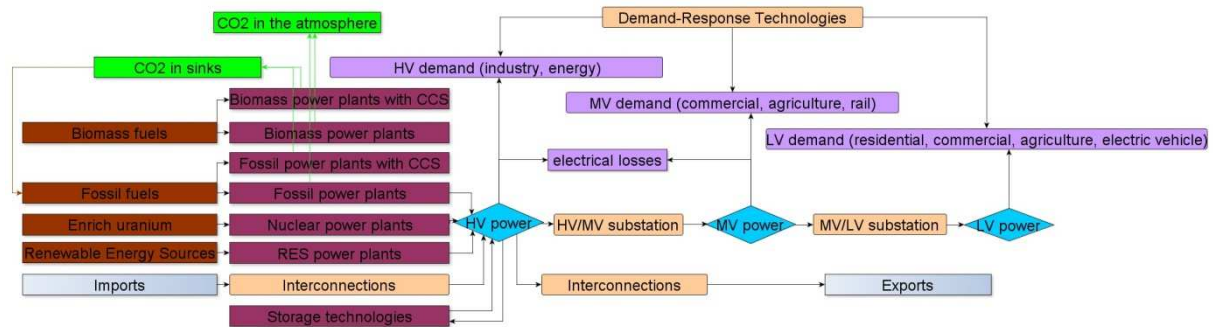 CO2 in the atmosphere
Demand-Response Technologies
CO2 in sinks
HV demand (industry, energy)
Biomass power plants with CCS
MV demand (commercial, agriculture, rail)
Biomass fuels
Biomass power plants
LV demand (residential, commercial, agriculture, electric vehicle)
Fossil power plants with CCS
electrical losses
Fossil fuels
Fossil power plants
Enrich uranium
Nuclear power plants
HV power
HV/MV substation
MV power
MV/LV substation
LV power
Renewable Energy Sources
RES power plants
Imports
Interconnections
Interconnections
Exports
Storage technologies